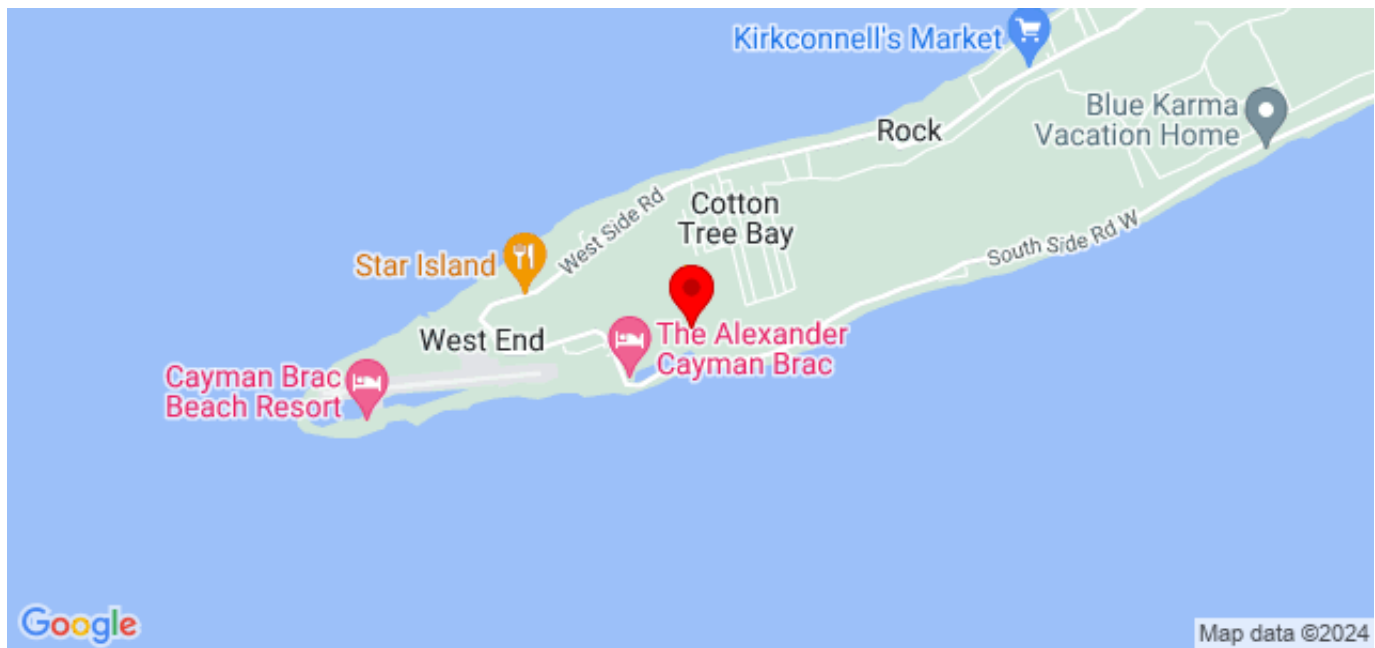 Kirkconnell's Market
Blue Karma
Vacation Home
Rock
Cotton
Tree Bay
West Side Rd
South Side Rd W
Star Island
West End
The Alexander
Cayman Brac
Cayman Brac
Beach Resort
Google
Map data ©2024